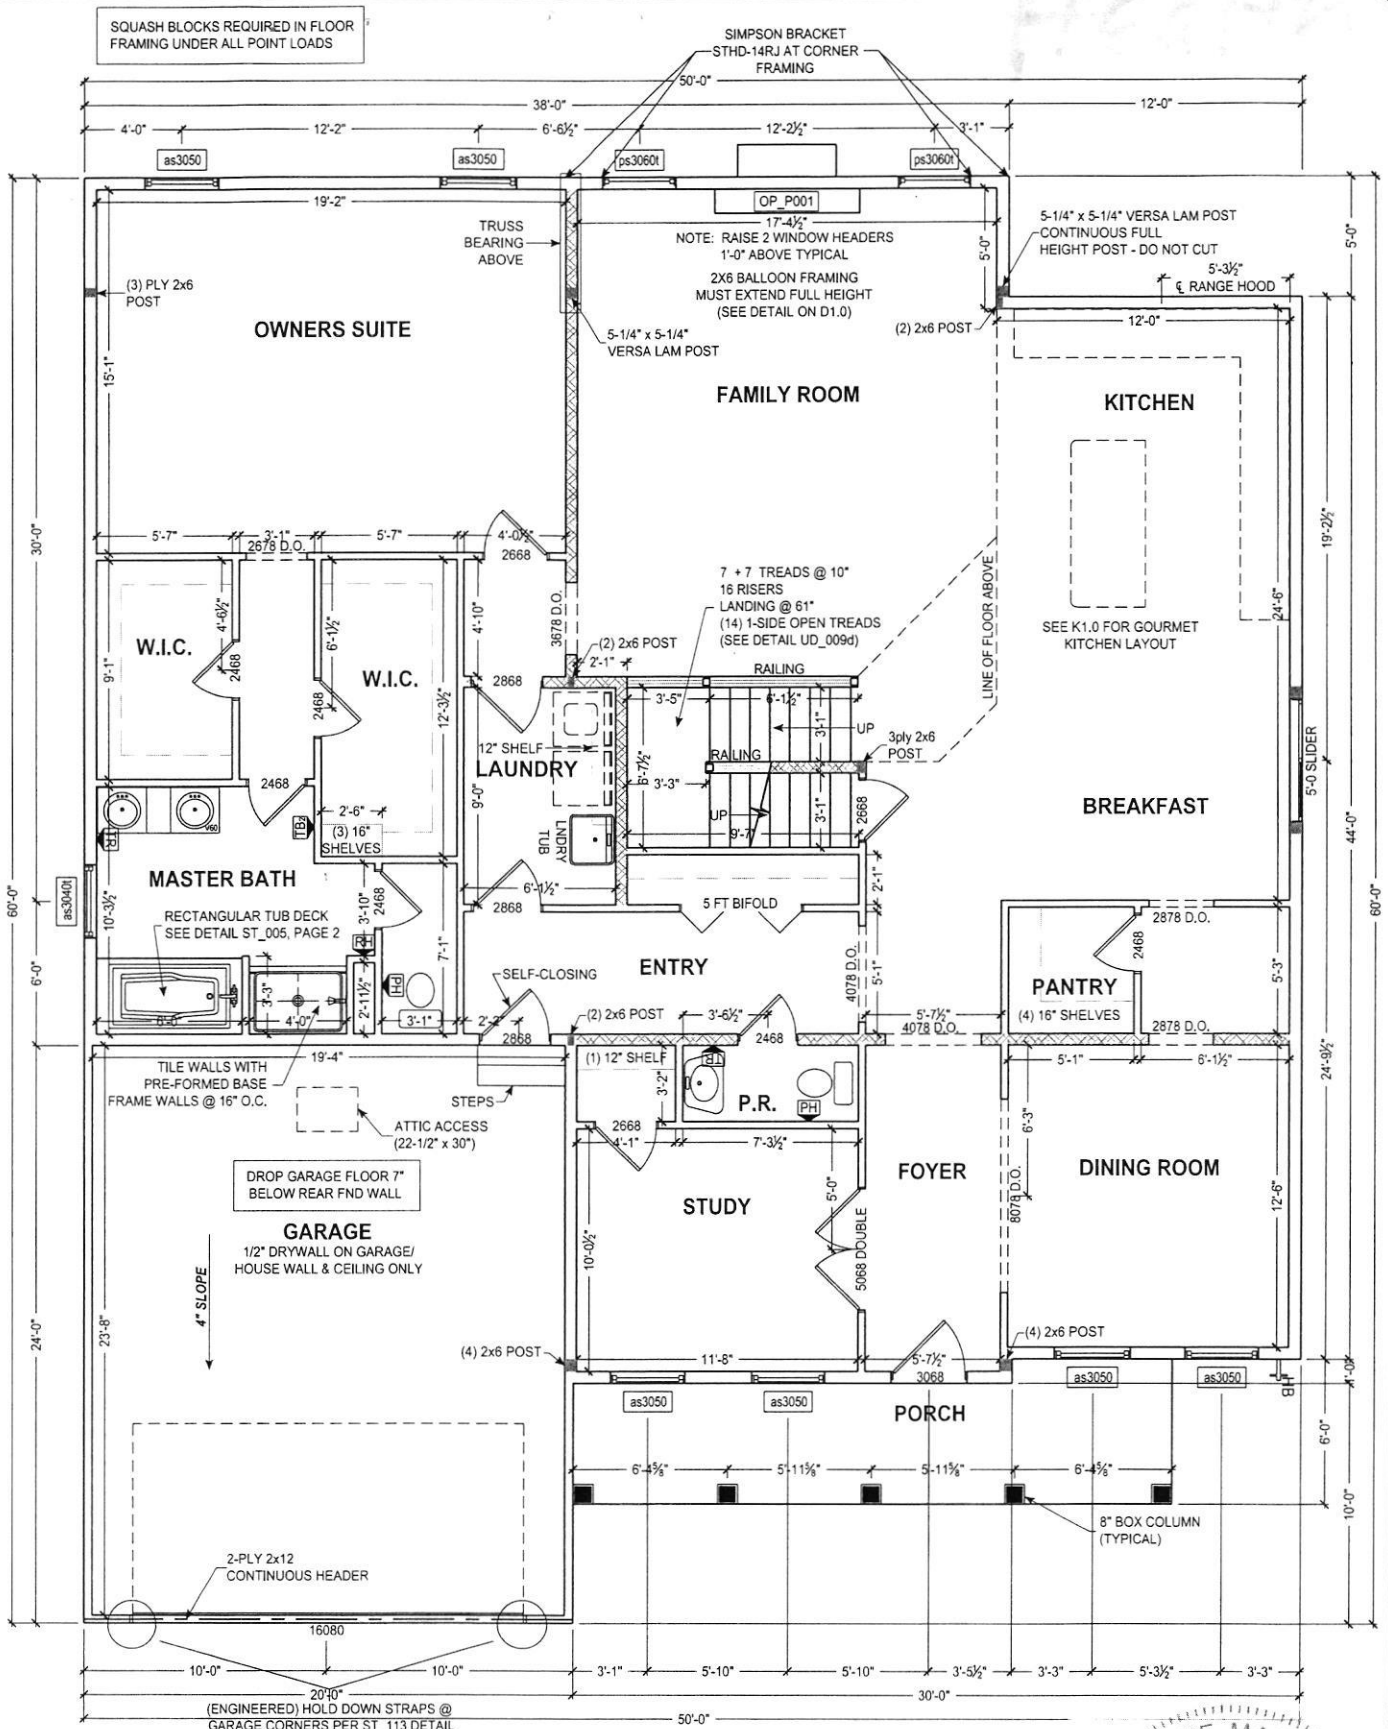 SQUASH BLOCKS REQUIRED IN FLOOR
FRAMING UNDER ALL POINT LOADS
SIMPSON BRACKET
STHD-14RJ AT CORNER
FRAMING
50'-0"
38'-0"
12'-0"
4'-0"
12'-2"
6'-6½"
12'-2½"
3'-1"
as3050
as3050
ps3060t
ps3060t
19'-2"
OP_P001
17'-4½"
TRUSS
BEARING
ABOVE
NOTE: RAISE 2 WINDOW HEADERS
1'-0" ABOVE TYPICAL
2X6 BALLOON FRAMING
MUST EXTEND FULL HEIGHT
(SEE DETAIL ON D1.0)
5'-0"
5-1/4" x 5-1/4" VERSA LAM POST
CONTINUOUS FULL
HEIGHT POST - DO NOT CUT
5'-0"
5'-3½"
℄ RANGE HOOD
(3) PLY 2x6
POST
OWNERS SUITE
5-1/4" x 5-1/4"
VERSA LAM POST
(2) 2x6 POST
12'-0"
15'-1"
FAMILY ROOM
KITCHEN
30'-0"
19'-2½"
5'-7"
3'-1"
5'-7"
4'-0½"
2678 D.O.
2668
7 + 7 TREADS @ 10"
16 RISERS
LANDING @ 61"
(14) 1-SIDE OPEN TREADS
(SEE DETAIL UD_009d)
LINE OF FLOOR ABOVE
24'-6"
SEE K1.0 FOR GOURMET
KITCHEN LAYOUT
4'-6½"
6'-1½"
4'-10"
3678 D.O.
W.I.C.
W.I.C.
9'-1"
2468
2468
12'-3½"
(2) 2x6 POST
2'-1"
RAILING
2868
3'-5"
6'-1½"
3'-1"
UP
3ply 2x6
POST
12" SHELF
LAUNDRY
RAILING
6'-7½"
3'-3"
9'-0"
UP
3'-1"
9'-7"
2668
5'-0 SLIDER
BREAKFAST
2468
2'-6"
(3) 16"
SHELVES
TB2
TR
V60
LNDRY
TUB
44'-0"
MASTER BATH
as3040t
10'-3½"
RECTANGULAR TUB DECK
SEE DETAIL ST_005, PAGE 2
3'-10"
2468
6'-1½"
2868
5 FT BIFOLD
2'-1"
2878 D.O.
60'-0"
60'-0"
7'-1"
ENTRY
4078 D.O.
5'-1"
2468
PANTRY
(4) 16" SHELVES
5'-3"
6'-0"
SELF-CLOSING
PH
6'-0"
3'-3"
4'-0"
2'-11½"
3'-1"
2'-2"
2868
(2) 2x6 POST
3'-6½"
2468
5'-7½"
4078 D.O.
2878 D.O.
19'-4"
TILE WALLS WITH
PRE-FORMED BASE
FRAME WALLS @ 16" O.C.
STEPS
(1) 12" SHELF
3'-2"
P.R.
PH
5'-1"
6'-1½"
24'-9½"
ATTIC ACCESS
(22-1/2" x 30")
2668
4'-1"
7'-3½"
6'-3"
DROP GARAGE FLOOR 7"
BELOW REAR FND WALL
FOYER
DINING ROOM
5'-0"
8078 D.O.
12'-6"
STUDY
GARAGE
1/2" DRYWALL ON GARAGE/
HOUSE WALL & CEILING ONLY
10'-0½"
5068 DOUBLE
4" SLOPE
24'-0"
23'-8"
(4) 2x6 POST
11'-8"
5'-7½"
(4) 2x6 POST
3068
1'-0"
as3050
as3050
as3050
as3050
HB
PORCH
6'-0"
6'-4⅝"
5'-11⅝"
5'-11⅝"
6'-4⅝"
10'-0"
8" BOX COLUMN
(TYPICAL)
2-PLY 2x12
CONTINUOUS HEADER
16080
10'-0"
10'-0"
3'-1"
5'-10"
5'-10"
3'-5½"
3'-3"
5'-3½"
3'-3"
20'-0"
30'-0"
(ENGINEERED) HOLD DOWN STRAPS @
GARAGE CORNERS PER ST_113 DETAIL
50'-0"